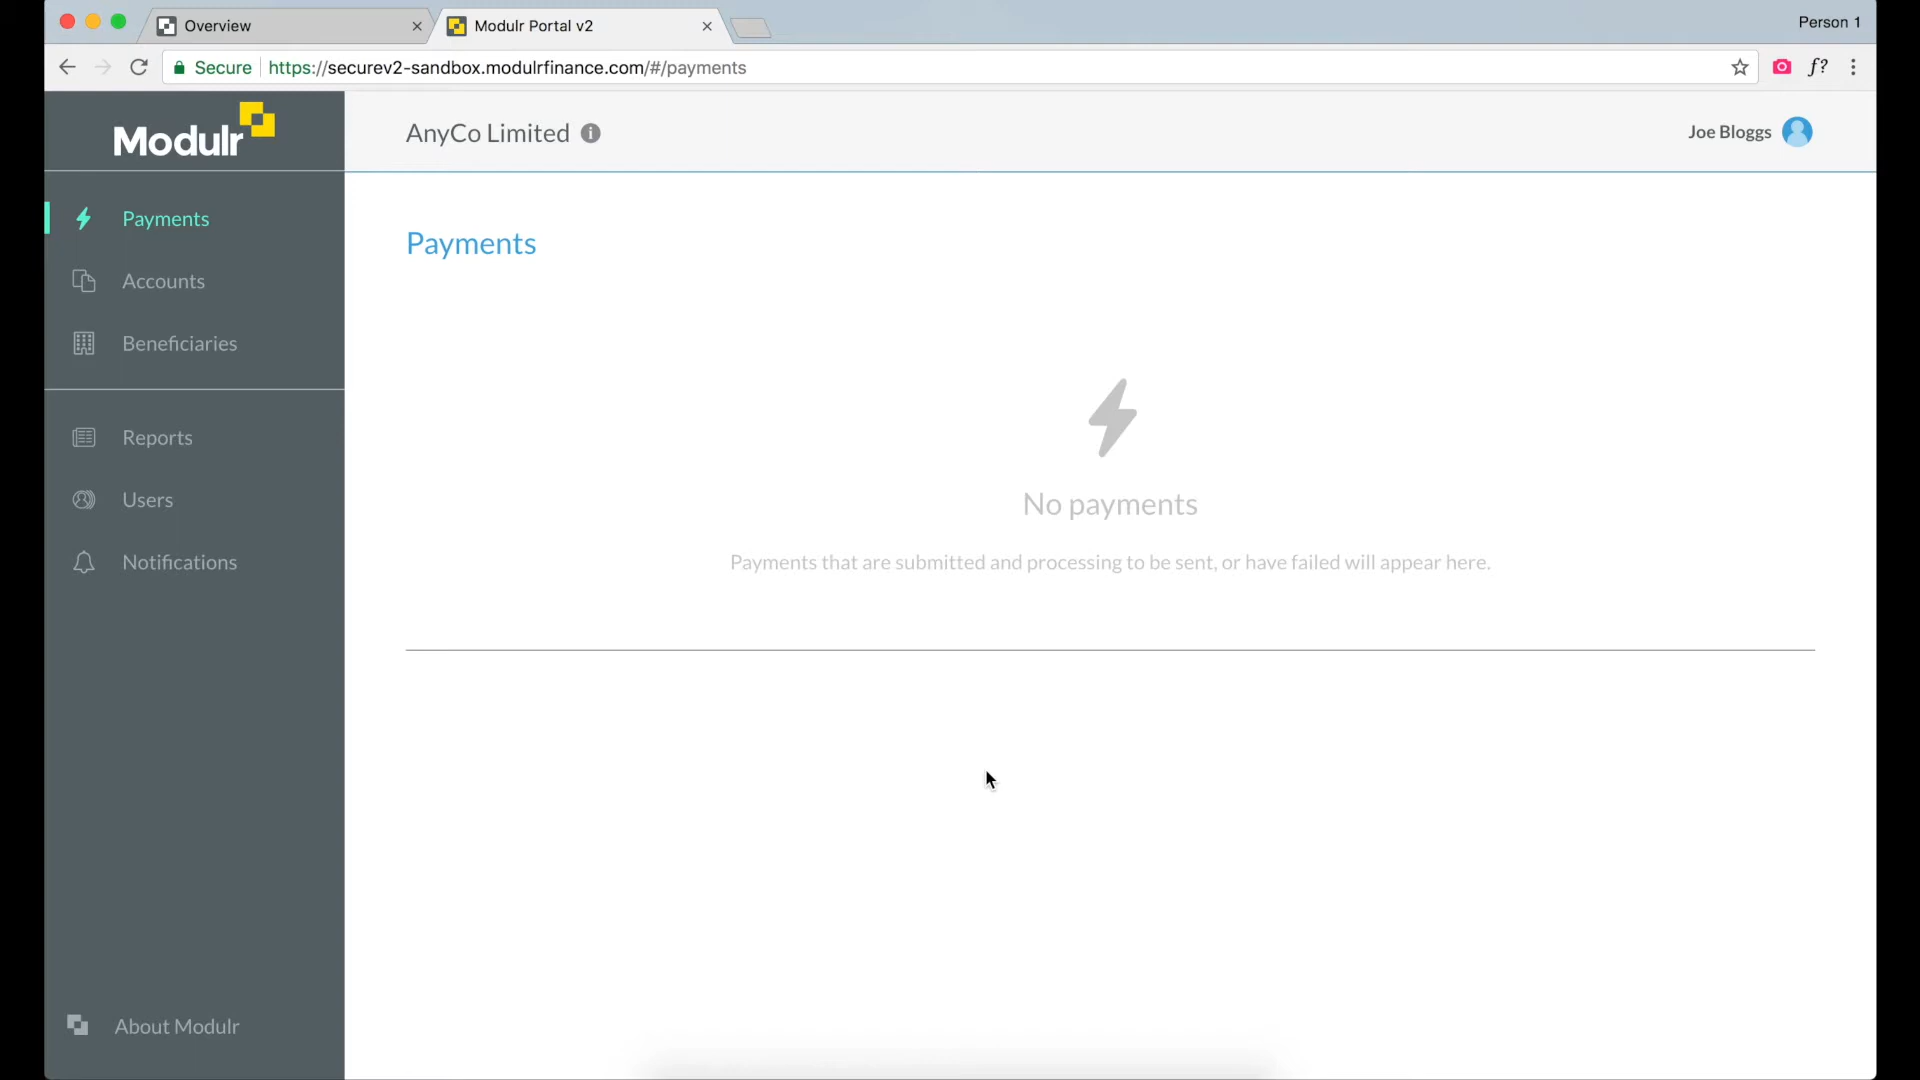 Overview
Modulr Portal v2
Person 1
Secure
https://securev2-sandbox.modulrfinance.com/#/payments
f?
Modulr
AnyCo Limited
Joe Bloggs
Payments
Accounts
Beneficiaries
Reports
Users
Notifications
About Modulr
Payments
No payments
Payments that are submitted and processing to be sent, or have failed will appear here.